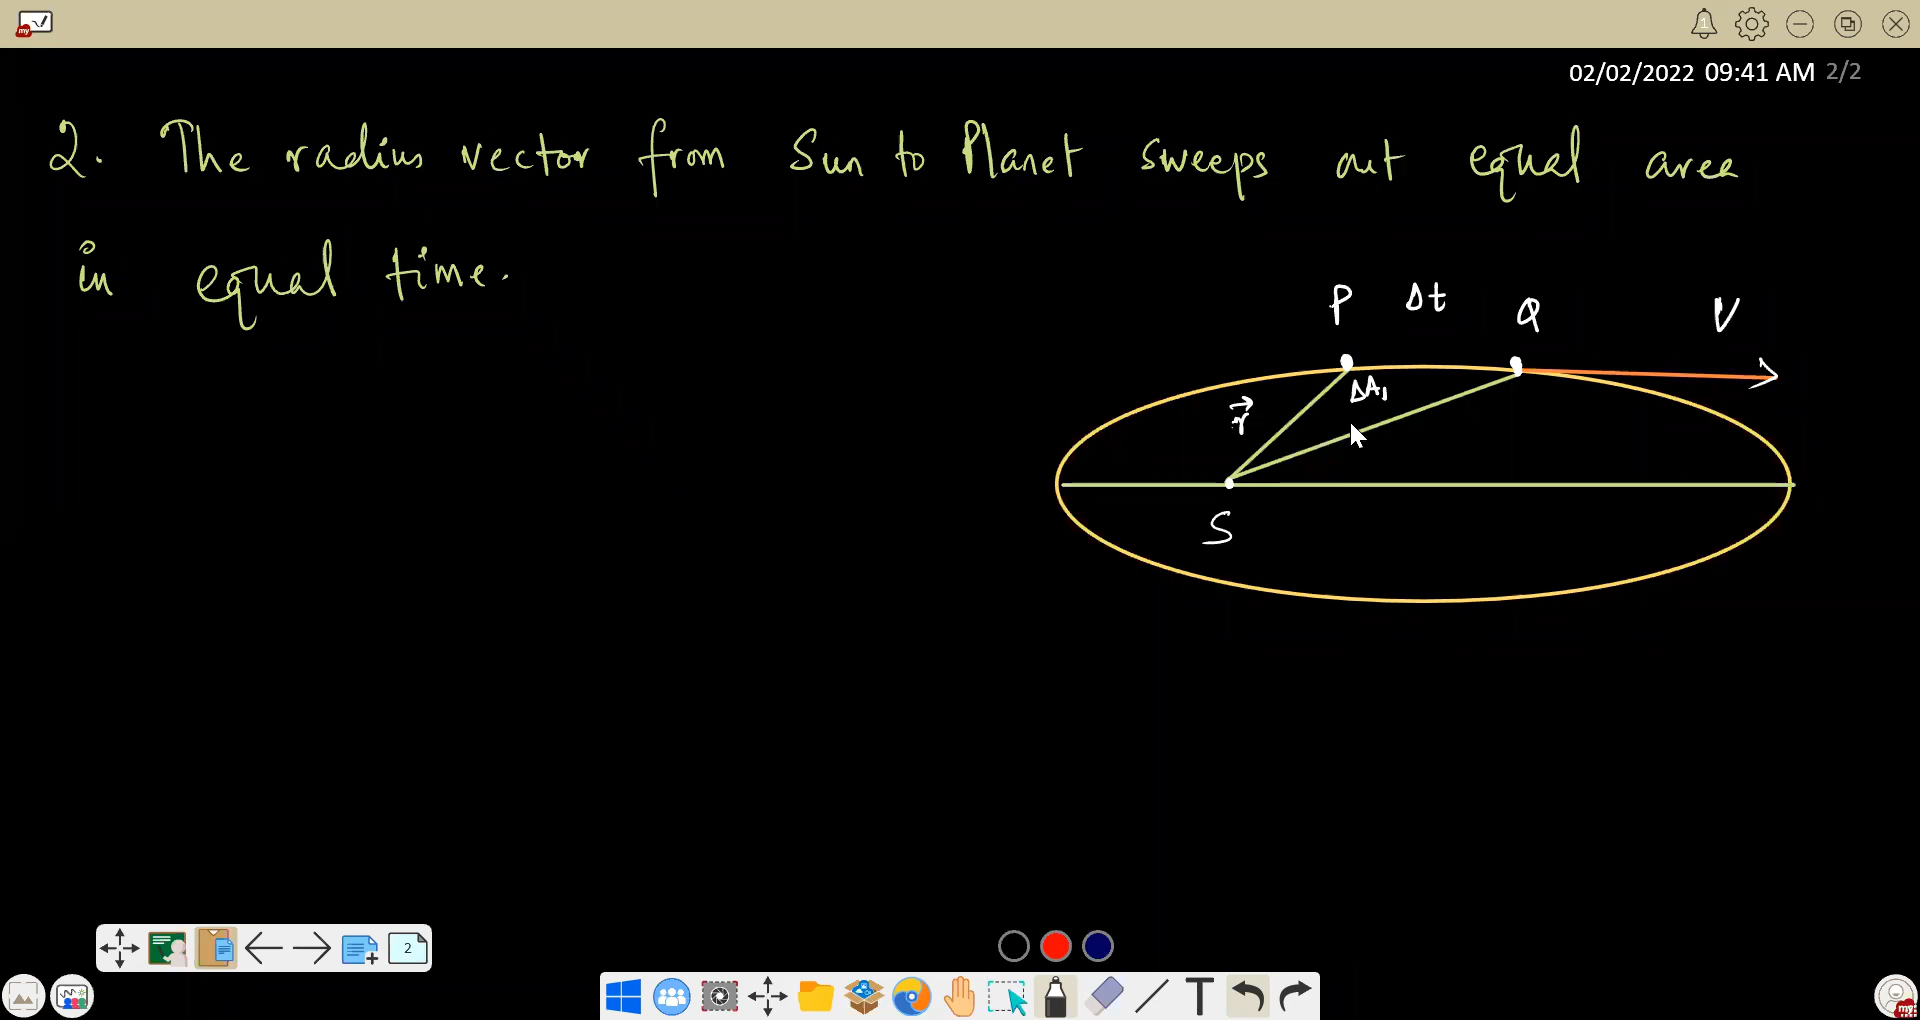 02/02/2022 09:41 AM 2/2
2. The radius vector from Sun to Planet sweeps out equal area
in equal time.
P Δt Q V
ΔA₁
r⃗
S
2
T